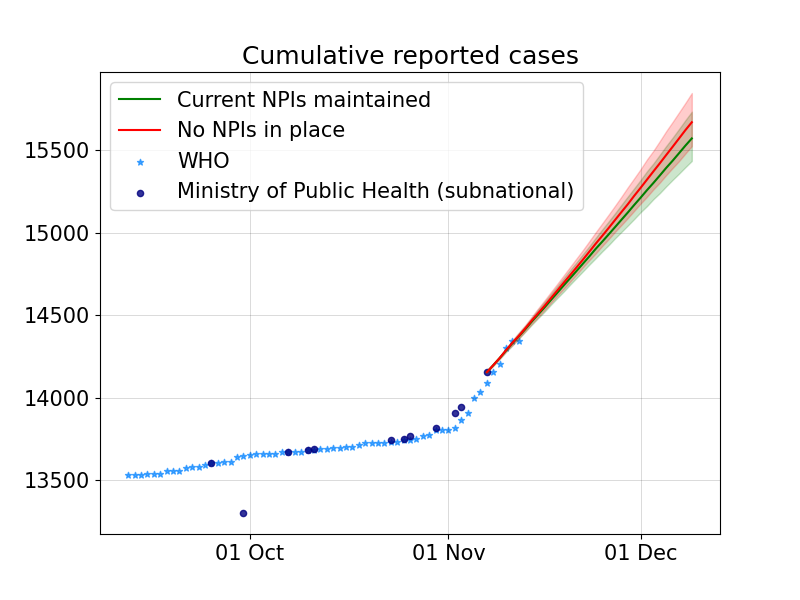 Cumulative reported cases
Current NPIs maintained
No NPIs in place
WHO
Ministry of Public Health (subnational)
15500
15000
14500
14000
13500
01 Oct
01 Nov
01 Dec